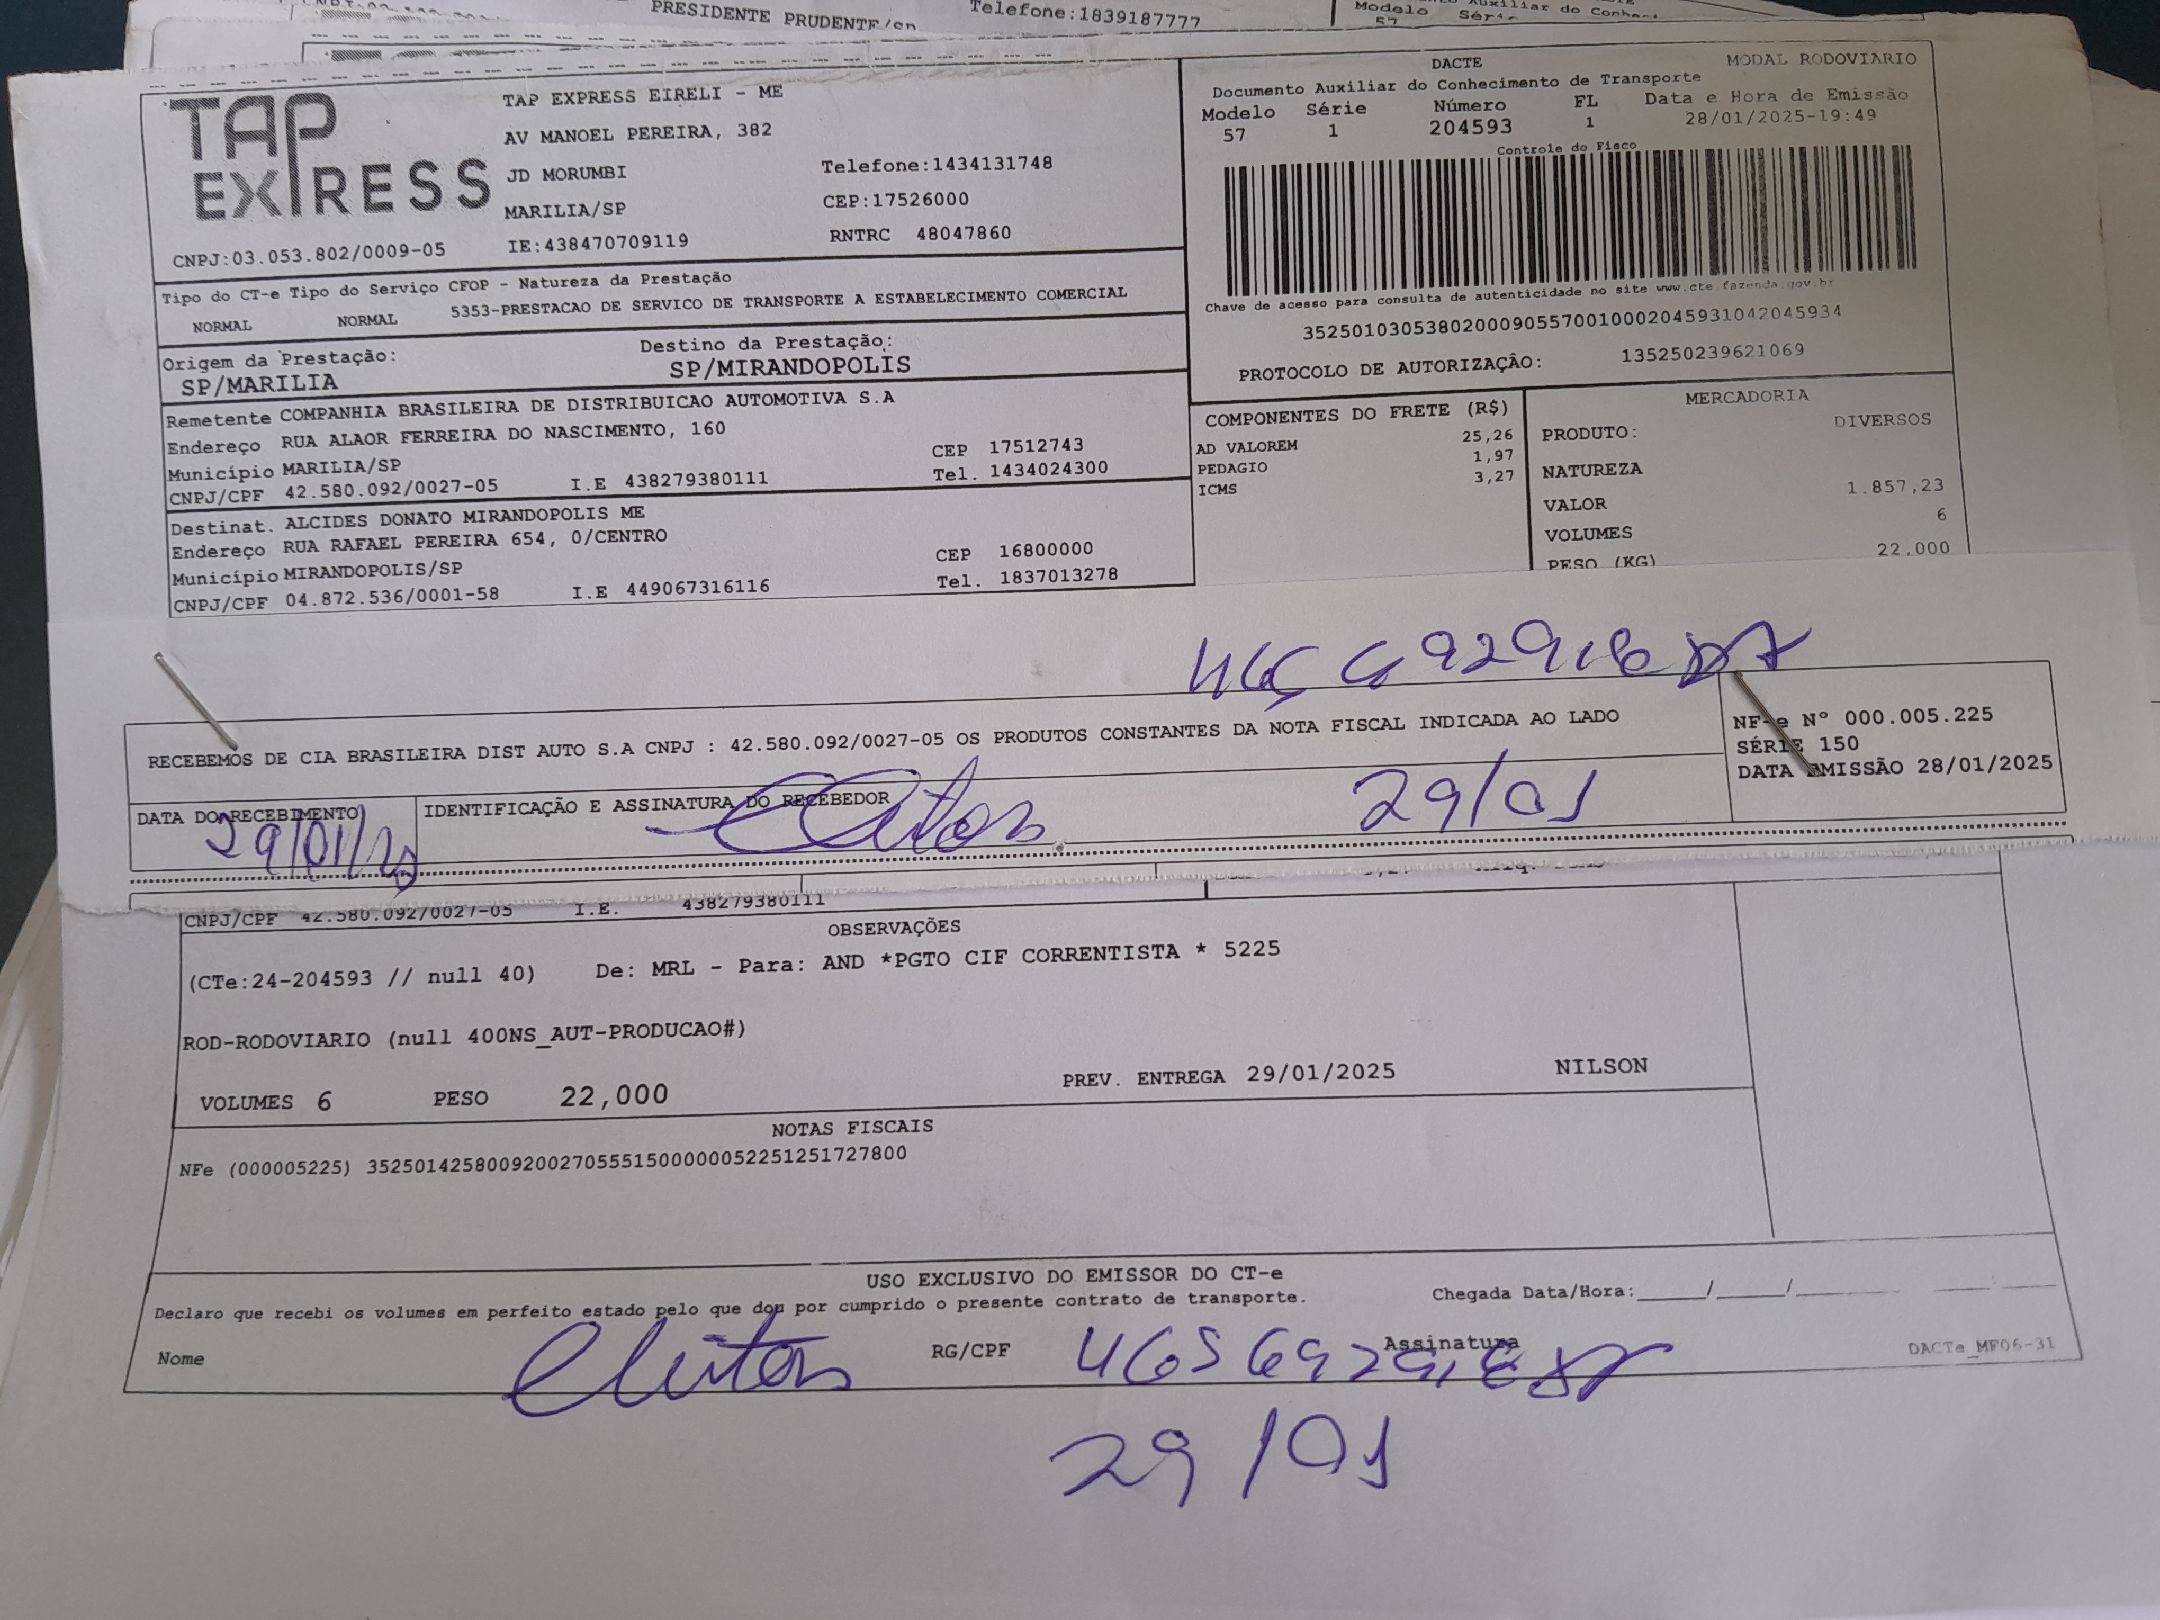 PRESIDENTE PRUDENTE/SP
Telefone:1839187777
Modelo
57
TAP
EXPRESS
CNPJ:03.053.802/0009-05
TAP EXPRESS EIRELI - ME
AV MANOEL PEREIRA, 382
JD MORUMBI
Telefone:1434131748
MARILIA/SP
CEP:17526000
IE:438470709119
RNTRC 48047860
DACTE
MODAL RODOVIARIO
Documento Auxiliar do Conhecimento de Transporte
Modelo Série Número FL Data e Hora de Emissão
57 1 204593 1 28/01/2025-19:49
Controle do Fisco
Chave de acesso para consulta de autenticidade no site www.cte.fazenda.gov.br
35250103053802000905570010002045931042045934
PROTOCOLO DE AUTORIZAÇÃO: 135250239621069
Tipo do CT-e Tipo do Serviço CFOP - Natureza da Prestação
NORMAL NORMAL 5353-PRESTACAO DE SERVICO DE TRANSPORTE A ESTABELECIMENTO COMERCIAL
Origem da Prestação: Destino da Prestação:
SP/MARILIA SP/MIRANDOPOLIS
Remetente COMPANHIA BRASILEIRA DE DISTRIBUICAO AUTOMOTIVA S.A
Endereço RUA ALAOR FERREIRA DO NASCIMENTO, 160
Município MARILIA/SP CEP 17512743
CNPJ/CPF 42.580.092/0027-05 I.E 438279380111 Tel. 1434024300
Destinat. ALCIDES DONATO MIRANDOPOLIS ME
Endereço RUA RAFAEL PEREIRA 654, 0/CENTRO
Município MIRANDOPOLIS/SP CEP 16800000
CNPJ/CPF 04.872.536/0001-58 I.E 449067316116 Tel. 1837013278
COMPONENTES DO FRETE (R$)
AD VALOREM 25,26
PEDAGIO 1,97
ICMS 3,27
MERCADORIA
PRODUTO: DIVERSOS
NATUREZA
VALOR 1.857,23
VOLUMES 6
PESO (KG) 22,000
RECEBEMOS DE CIA BRASILEIRA DIST AUTO S.A CNPJ : 42.580.092/0027-05 OS PRODUTOS CONSTANTES DA NOTA FISCAL INDICADA AO LADO
NF-e Nº 000.005.225
SÉRIE 150
DATA EMISSÃO 28/01/2025
DATA DO RECEBIMENTO
IDENTIFICAÇÃO E ASSINATURA DO RECEBEDOR
29/01
CNPJ/CPF 42.580.092/0027-05 I.E. 438279380111
OBSERVAÇÕES
(CTe:24-204593 // null 40) De: MRL - Para: AND *PGTO CIF CORRENTISTA * 5225
ROD-RODOVIARIO (null 400NS_AUT-PRODUCAO#)
VOLUMES 6 PESO 22,000 PREV. ENTREGA 29/01/2025 NILSON
NOTAS FISCAIS
NFe (000005225) 35250142580092002705551500000052251251727800
USO EXCLUSIVO DO EMISSOR DO CT-e
Declaro que recebi os volumes em perfeito estado pelo que dou por cumprido o presente contrato de transporte.
Chegada Data/Hora:_____/_____/________
Nome RG/CPF Assinatura
DACTe_MF06-31
29/01